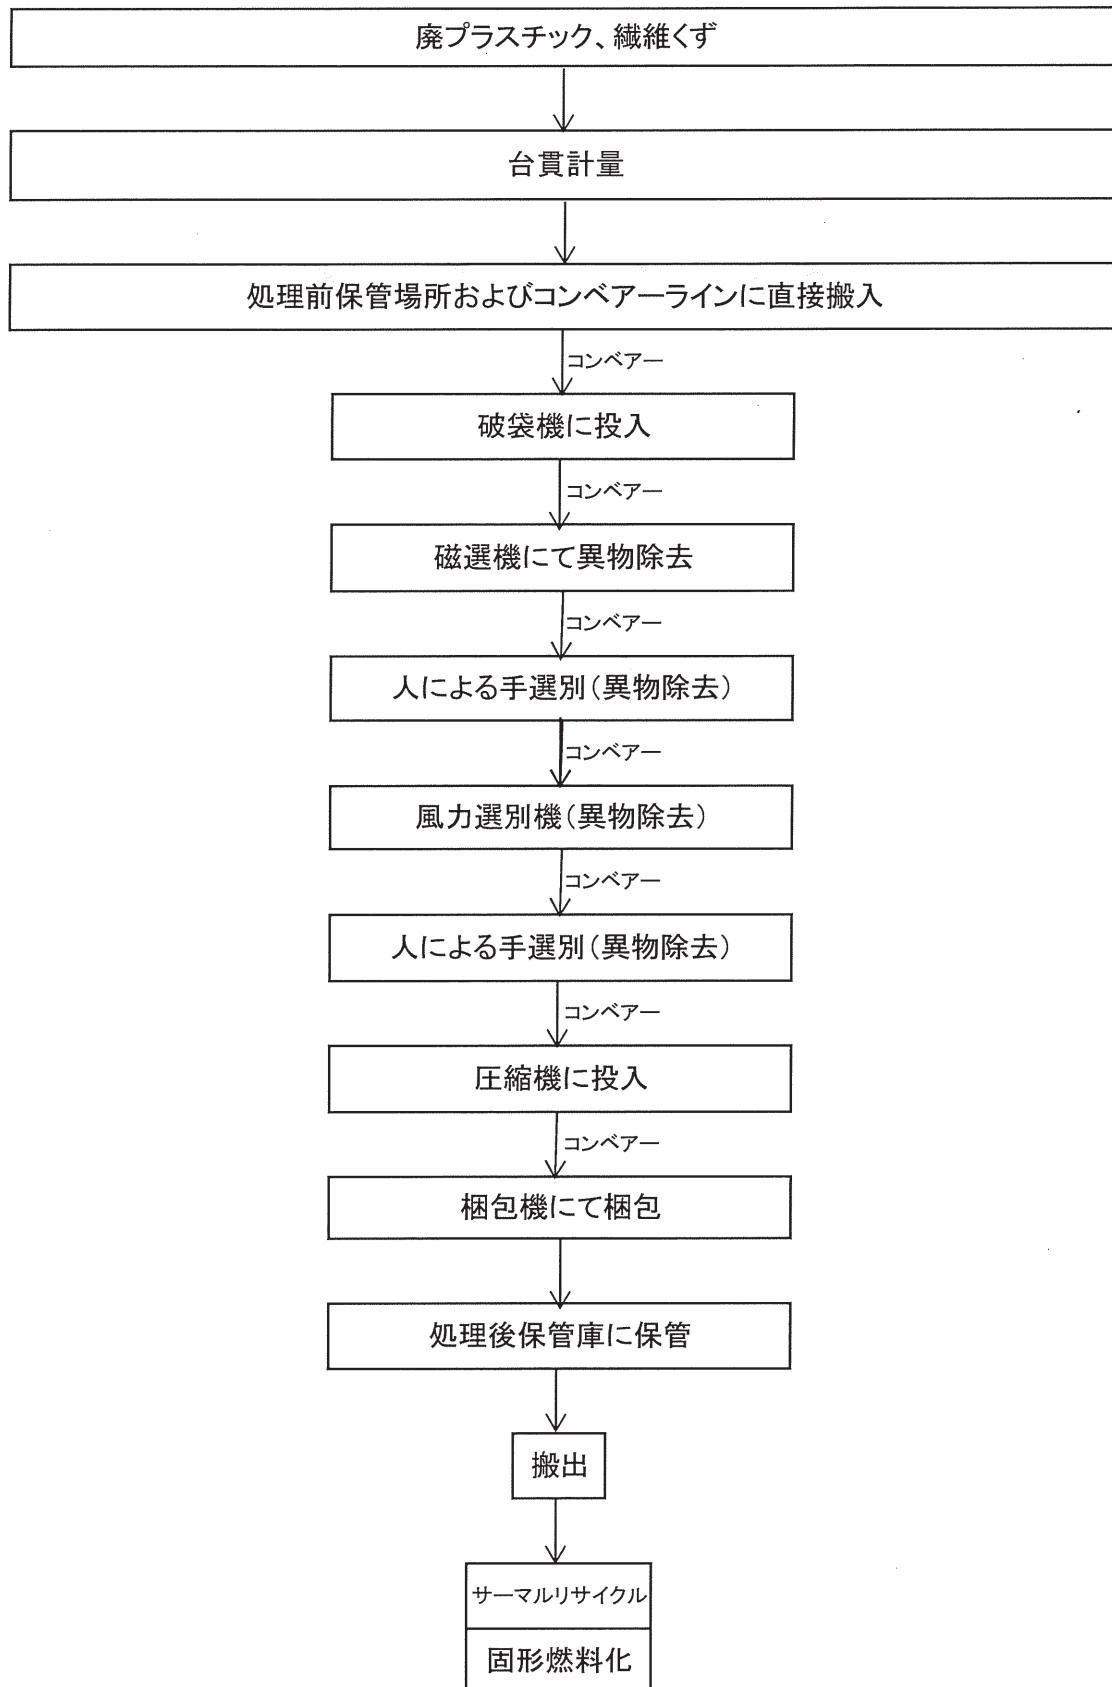 廃プラスチック、繊維くず
台貫計量
処理前保管場所およびコンベアーラインに直接搬入
コンベアー
破袋機に投入
コンベアー
磁選機にて異物除去
コンベアー
人による手選別(異物除去)
コンベアー
風力選別機(異物除去)
コンベアー
人による手選別(異物除去)
コンベアー
圧縮機に投入
コンベアー
梱包機にて梱包
処理後保管庫に保管
搬出
サーマルリサイクル
固形燃料化